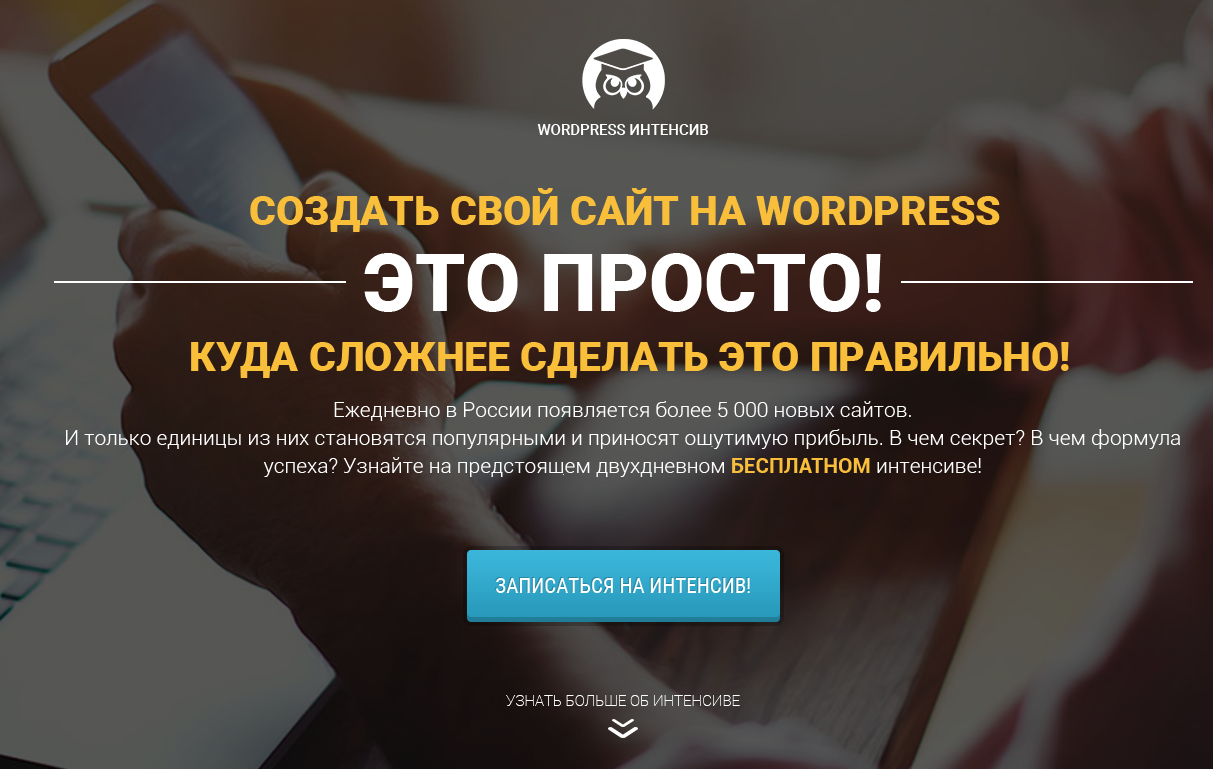 WORDPRESS ИНТЕНСИВ
СОЗДАТЬ СВОЙ САЙТ НА WORDPRESS
ЭТО ПРОСТО!
КУДА СЛОЖНЕЕ СДЕЛАТЬ ЭТО ПРАВИЛЬНО!
Ежедневно в России появляется более 5 000 новых сайтов.
И только единицы из них становятся популярными и приносят ощутимую прибыль. В чем секрет? В чем формула
успеха? Узнайте на предстоящем двухдневном БЕСПЛАТНОМ интенсиве!
ЗАПИСАТЬСЯ НА ИНТЕНСИВ!
УЗНАТЬ БОЛЬШЕ ОБ ИНТЕНСИВЕ